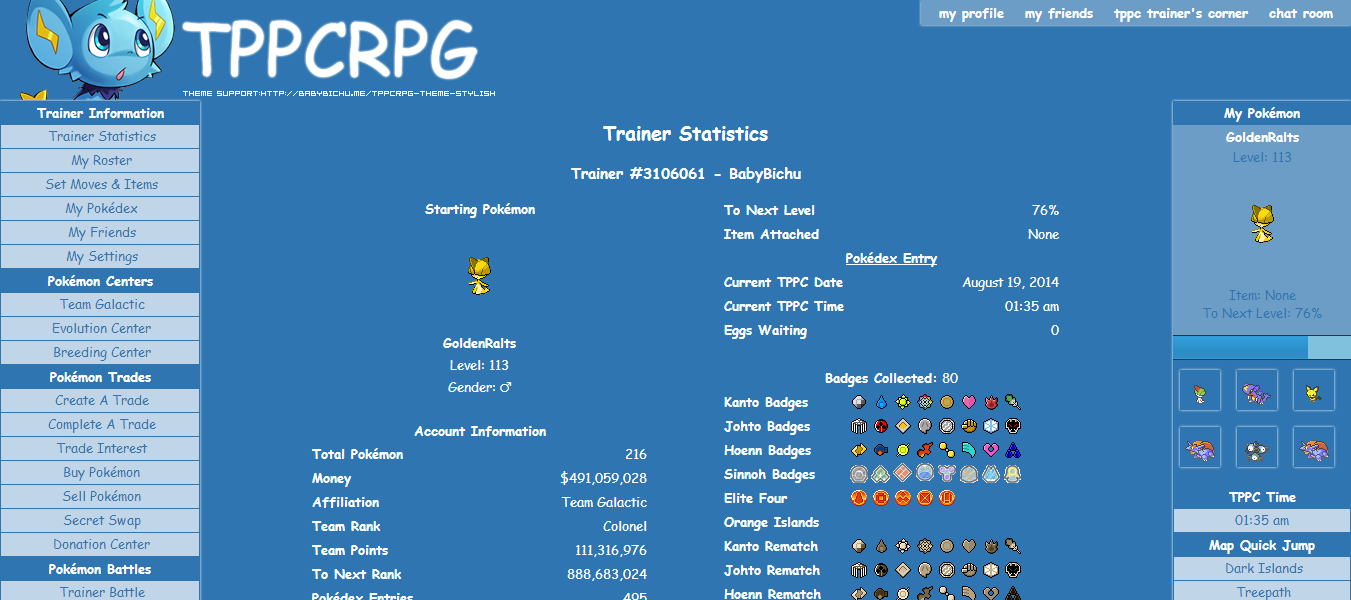 my profile my friends tppc trainer's corner chat room
TPPCRPG
THEME SUPPORT:HTTP://BABYBICHU.ME/TPPCRPG-THEME-STYLISH
Trainer Information
Trainer Statistics
My Roster
Set Moves & Items
My Pokédex
My Friends
My Settings
Pokémon Centers
Team Galactic
Evolution Center
Breeding Center
Pokémon Trades
Create A Trade
Complete A Trade
Trade Interest
Buy Pokémon
Sell Pokémon
Secret Swap
Donation Center
Pokémon Battles
Trainer Battle
Trainer Statistics
Trainer #3106061 - BabyBichu
Starting Pokémon
GoldenRalts
Level: 113
Gender: ♂
Account Information
Total Pokémon 216
Money $491,059,028
Affiliation Team Galactic
Team Rank Colonel
Team Points 111,316,976
To Next Rank 888,683,024
Pokédex Entries 495
To Next Level 76%
Item Attached None
Pokédex Entry
Current TPPC Date August 19, 2014
Current TPPC Time 01:35 am
Eggs Waiting 0
Badges Collected: 80
Kanto Badges
Johto Badges
Hoenn Badges
Sinnoh Badges
Elite Four
Orange Islands
Kanto Rematch
Johto Rematch
Hoenn Rematch
My Pokémon
GoldenRalts
Level: 113
Item: None
To Next Level: 76%
TPPC Time
01:35 am
Map Quick Jump
Dark Islands
Treepath